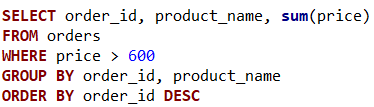 SELECT order_id, product_name, sum(price)
FROM orders
WHERE price > 600
GROUP BY order_id, product_name
ORDER BY order_id DESC